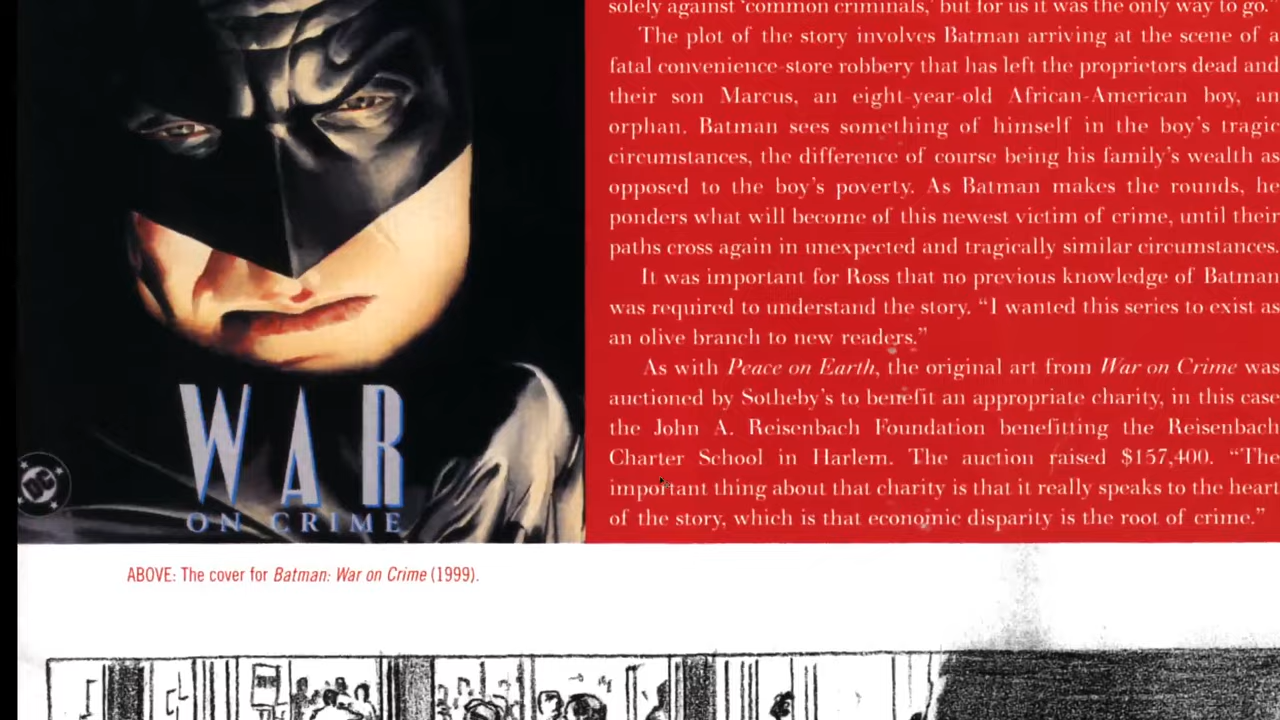 WAR
ON CRIME
DC
solely against 'common criminals,' but for us it was the only way to go."
The plot of the story involves Batman arriving at the scene of a
fatal convenience-store robbery that has left the proprietors dead and
their son Marcus, an eight-year-old African-American boy, an
orphan. Batman sees something of himself in the boy's tragic
circumstances, the difference of course being his family's wealth as
opposed to the boy's poverty. As Batman makes the rounds, he
ponders what will become of this newest victim of crime, until their
paths cross again in unexpected and tragically similar circumstances.
It was important for Ross that no previous knowledge of Batman
was required to understand the story. "I wanted this series to exist as
an olive branch to new readers."
As with Peace on Earth, the original art from War on Crime was
auctioned by Sotheby's to benefit an appropriate charity, in this case
the John A. Reisenbach Foundation benefitting the Reisenbach
Charter School in Harlem. The auction raised $157,400. "The
important thing about that charity is that it really speaks to the heart
of the story, which is that economic disparity is the root of crime."
ABOVE: The cover for Batman: War on Crime (1999).